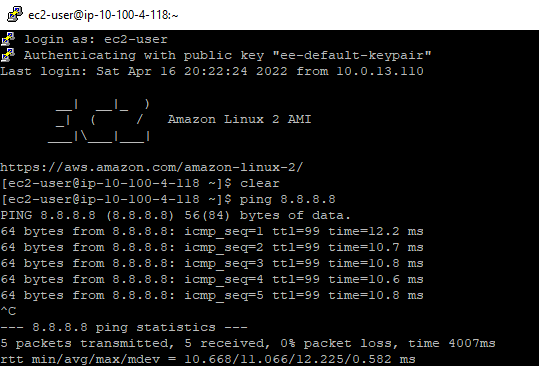 ec2-user@ip-10-100-4-118:~
login as: ec2-user
Authenticating with public key "ee-default-keypair"
Last login: Sat Apr 16 20:22:24 2022 from 10.0.13.110
       __|  __|_  )
       _|  (     /   Amazon Linux 2 AMI
      ___|\___|___|
https://aws.amazon.com/amazon-linux-2/
[ec2-user@ip-10-100-4-118 ~]$ clear
[ec2-user@ip-10-100-4-118 ~]$ ping 8.8.8.8
PING 8.8.8.8 (8.8.8.8) 56(84) bytes of data.
64 bytes from 8.8.8.8: icmp_seq=1 ttl=99 time=12.2 ms
64 bytes from 8.8.8.8: icmp_seq=2 ttl=99 time=10.7 ms
64 bytes from 8.8.8.8: icmp_seq=3 ttl=99 time=10.8 ms
64 bytes from 8.8.8.8: icmp_seq=4 ttl=99 time=10.6 ms
64 bytes from 8.8.8.8: icmp_seq=5 ttl=99 time=10.8 ms
^C
--- 8.8.8.8 ping statistics ---
5 packets transmitted, 5 received, 0% packet loss, time 4007ms
rtt min/avg/max/mdev = 10.668/11.066/12.225/0.582 ms